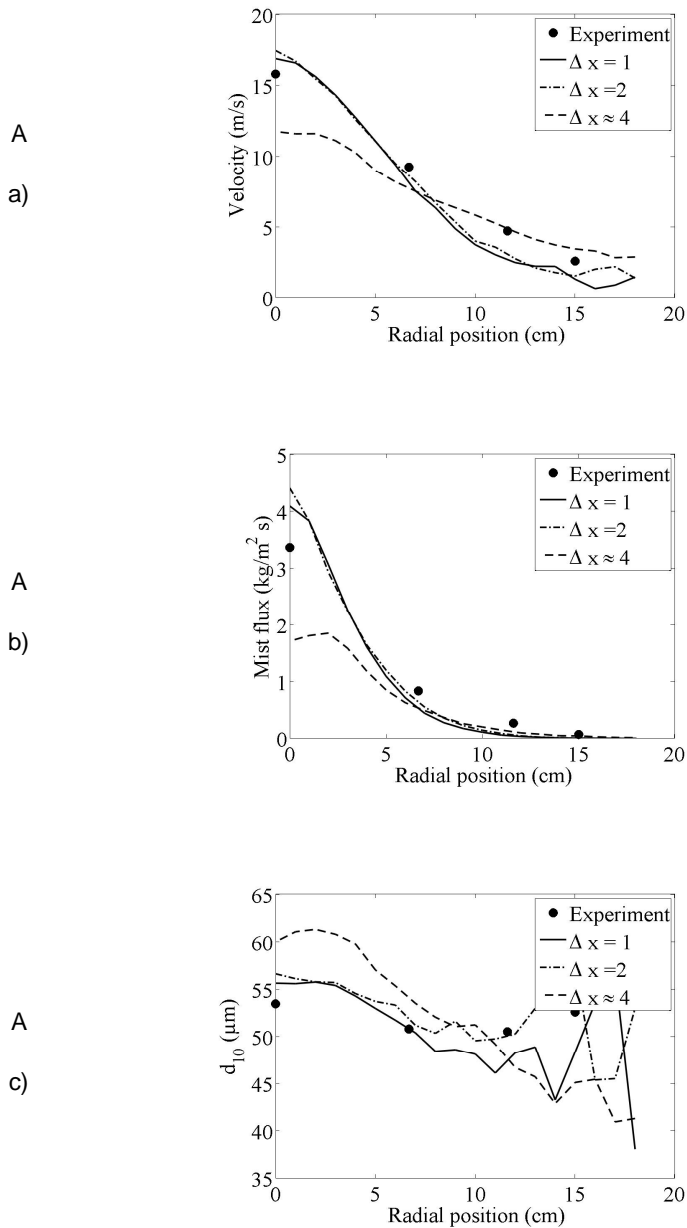 A
a)
Velocity (m/s)
20
15
10
5
0
0 5 10 15 20
Radial position (cm)
Experiment
Δ x = 1
Δ x =2
Δ x ≈ 4
A
b)
Mist flux (kg/m² s)
5
4
3
2
1
0
0 5 10 15 20
Radial position (cm)
Experiment
Δ x = 1
Δ x =2
Δ x ≈ 4
A
c)
d₁₀ (μm)
65
60
55
50
45
40
35
0 5 10 15 20
Radial position (cm)
Experiment
Δ x = 1
Δ x =2
Δ x ≈ 4